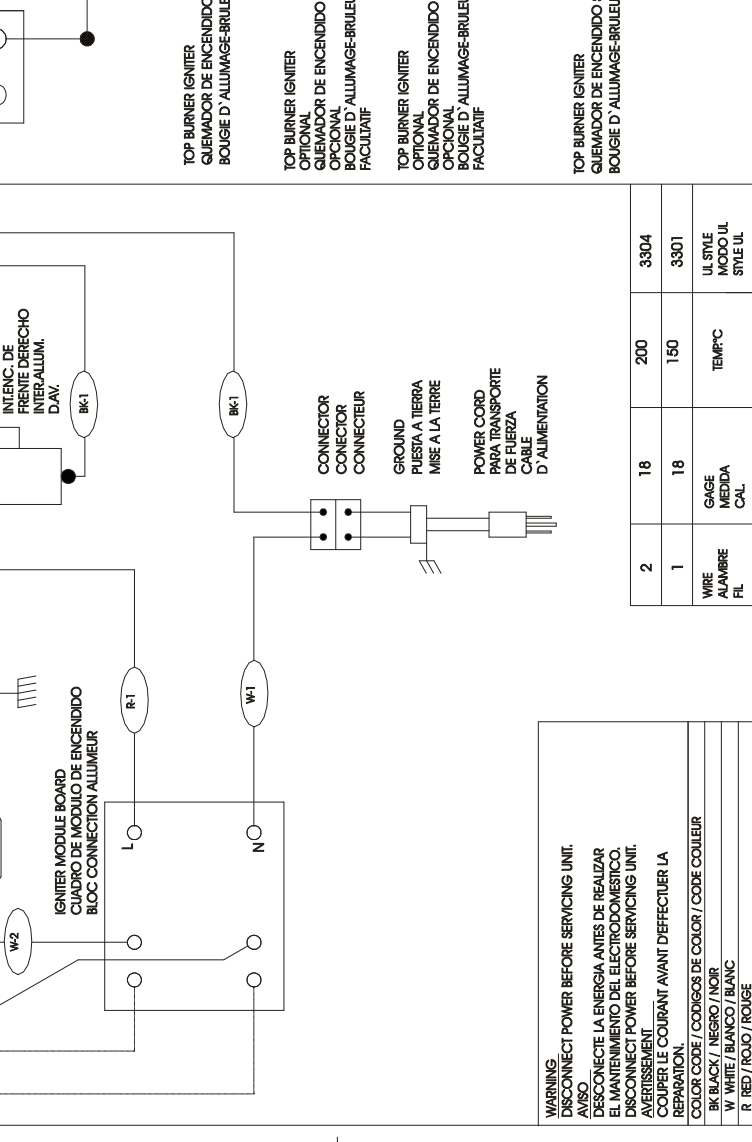 TOP BURNER IGNITER
QUEMADOR DE ENCENDIDO
BOUGIE D`ALLUMAGE-BRULE
TOP BURNER IGNITER
OPTIONAL
QUEMADOR DE ENCENDIDO
OPCIONAL
BOUGIE D`ALLUMAGE-BRULEU
FACULTATIF
TOP BURNER IGNITER
OPTIONAL
QUEMADOR DE ENCENDIDO
OPCIONAL
BOUGIE D`ALLUMAGE-BRULEU
FACULTATIF
TOP BURNER IGNITER
QUEMADOR DE ENCENDIDO S
BOUGIE D`ALLUMAGE-BRULEU
INT.ENC. DE
FRENTE DERECHO
INTER.ALLUM.
D.AV.
BK-1
BK-1
CONNECTOR
CONECTOR
CONNECTEUR
GROUND
PUESTA A TIERRA
MISE A LA TERRE
POWER CORD
PARA TRANSPORTE
DE FUERZA
CABLE
D`ALIMENTATION
R-1
W-1
W-2
IGNITER MODULE BOARD
CUADRO DE MODULO DE ENCENDIDO
BLOC CONNECTION ALLUMEUR
L
N
2 18 200 3304
1 18 150 3301
WIRE
ALAMBRE
FIL
GAGE
MEDIDA
CAL.
TEMP.°C
UL STYLE
MODO UL
STYLE UL
WARNING
DISCONNECT POWER BEFORE SERVICING UNIT.
AVISO
DESCONECTE LA ENERGIA ANTES DE REALIZAR
EL MANTENIMIENTO DEL ELECTRODOMESTICO.
DISCONNECT POWER BEFORE SERVICING UNIT.
AVERTISSEMENT
COUPER LE COURANT AVANT D'EFFECTUER LA
REPARATION.
COLOR CODE / CODIGOS DE COLOR / CODE COULEUR
BK BLACK / NEGRO / NOIR
W WHITE / BLANCO / BLANC
R RED / ROJO / ROUGE